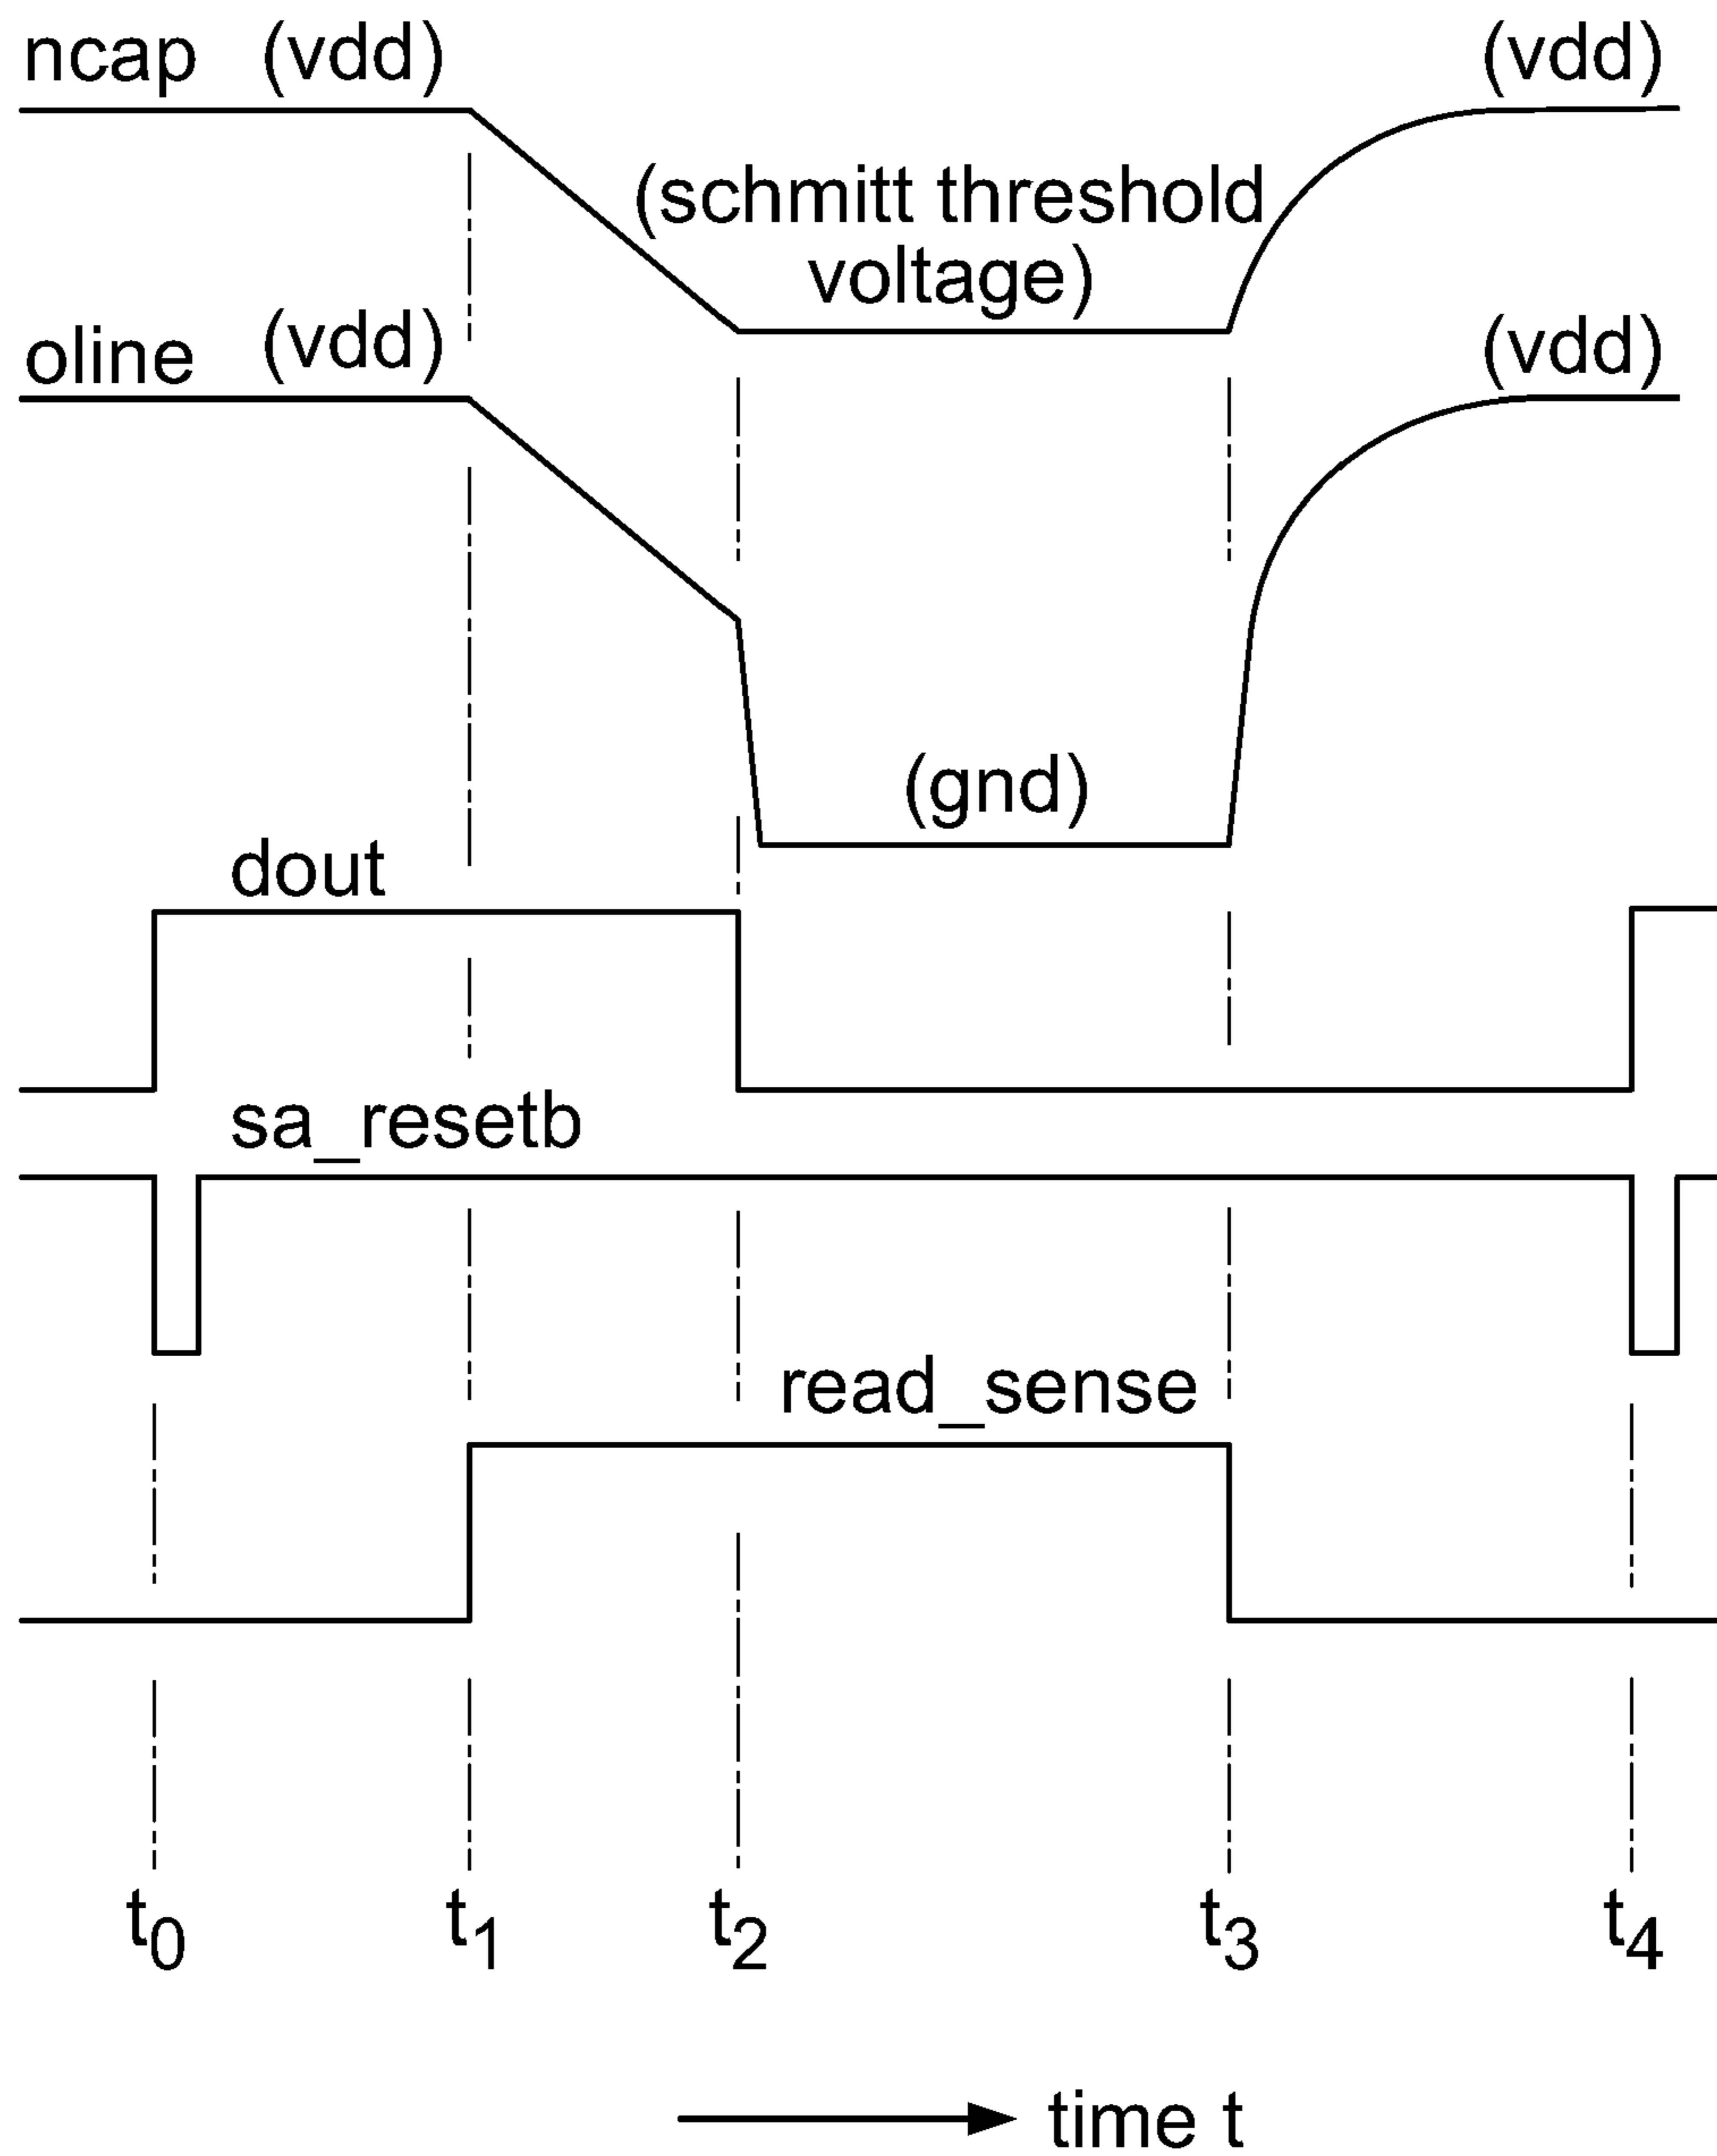 ncap (vdd) (vdd)
(schmitt threshold
voltage)
oline (vdd) (vdd)
(gnd)
dout
sa_resetb
read_sense
t0 t1 t2 t3 t4
time t